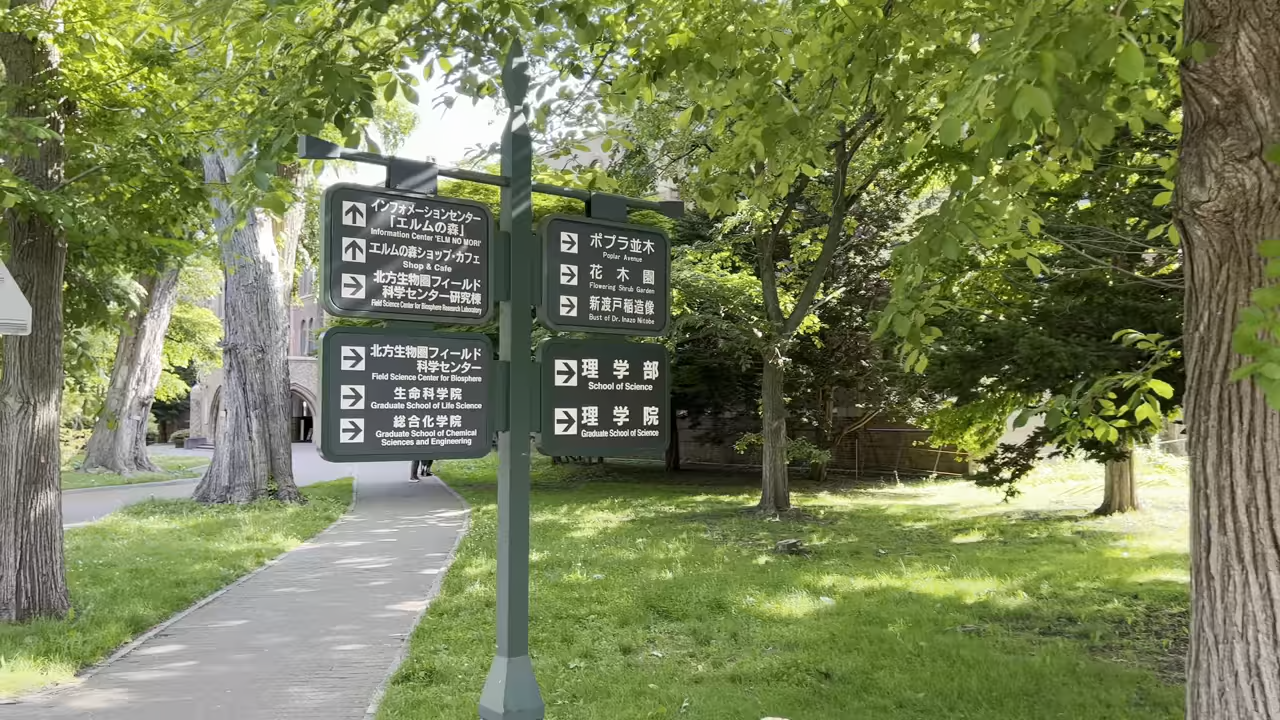 インフォメーションセンター
「エルムの森」
Information Center 'ELM NO MORI'
エルムの森ショップ・カフェ
Shop & Cafe
北方生物圏フィールド
科学センター研究棟
Field Science Center for Biosphere Research Laboratory
北方生物圏フィールド
科学センター
Field Science Center for Biosphere
生命科学院
Graduate School of Life Science
総合化学院
Graduate School of Chemical
Sciences and Engineering
ポプラ並木
Poplar Avenue
花木園
Flowering Shrub Garden
新渡戸稲造像
Bust of Dr. Inazo Nitobe
理学部
School of Science
理学院
Graduate School of Science